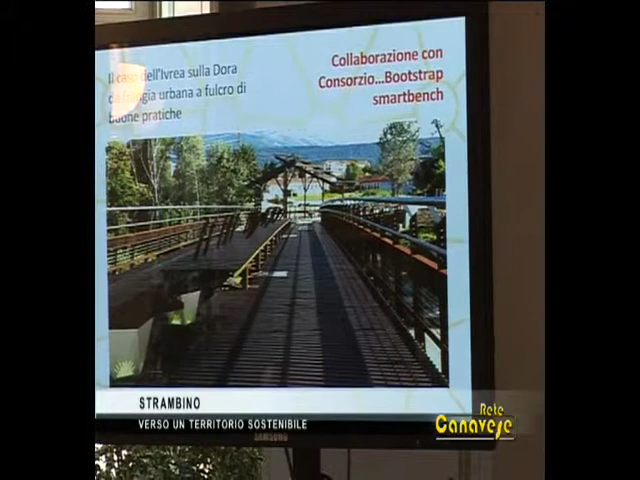 Il caso dell'Ivrea sulla Dora
da frangia urbana a fulcro di
buone pratiche
Collaborazione con
Consorzio...Bootstrap
smartbench
STRAMBINO
VERSO UN TERRITORIO SOSTENIBILE
SAMSUNG
Rete
Canavese